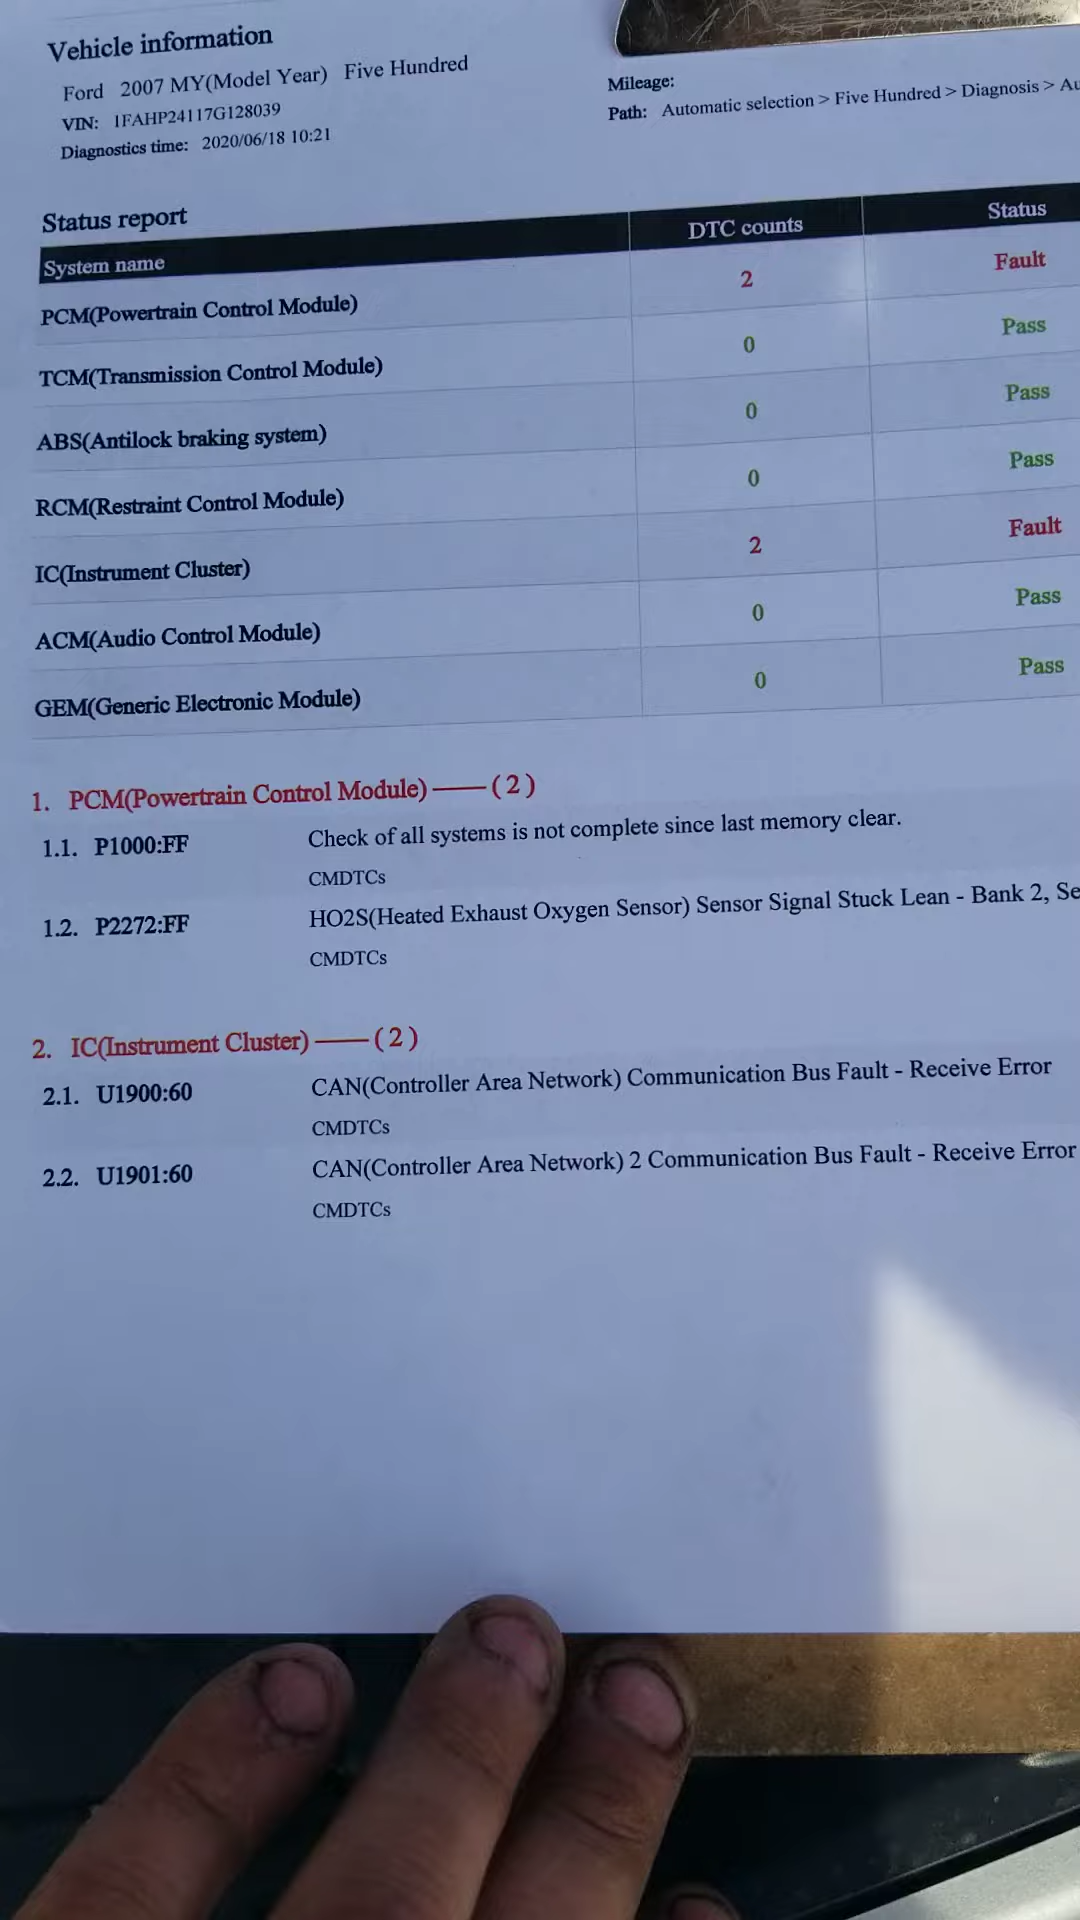 Vehicle information
Ford 2007 MY(Model Year) Five Hundred
VIN: 1FAHP24117G128039
Diagnostics time: 2020/06/18 10:21
Mileage:
Path: Automatic selection > Five Hundred > Diagnosis > Au
Status report
System name DTC counts Status
PCM(Powertrain Control Module) 2 Fault
TCM(Transmission Control Module) 0 Pass
ABS(Antilock braking system) 0 Pass
RCM(Restraint Control Module) 0 Pass
IC(Instrument Cluster) 2 Fault
ACM(Audio Control Module) 0 Pass
GEM(Generic Electronic Module) 0 Pass
1. PCM(Powertrain Control Module)——(2)
1.1. P1000:FF Check of all systems is not complete since last memory clear.
CMDTCs
1.2. P2272:FF HO2S(Heated Exhaust Oxygen Sensor) Sensor Signal Stuck Lean - Bank 2, Se
CMDTCs
2. IC(Instrument Cluster)——(2)
2.1. U1900:60 CAN(Controller Area Network) Communication Bus Fault - Receive Error
CMDTCs
2.2. U1901:60 CAN(Controller Area Network) 2 Communication Bus Fault - Receive Error
CMDTCs